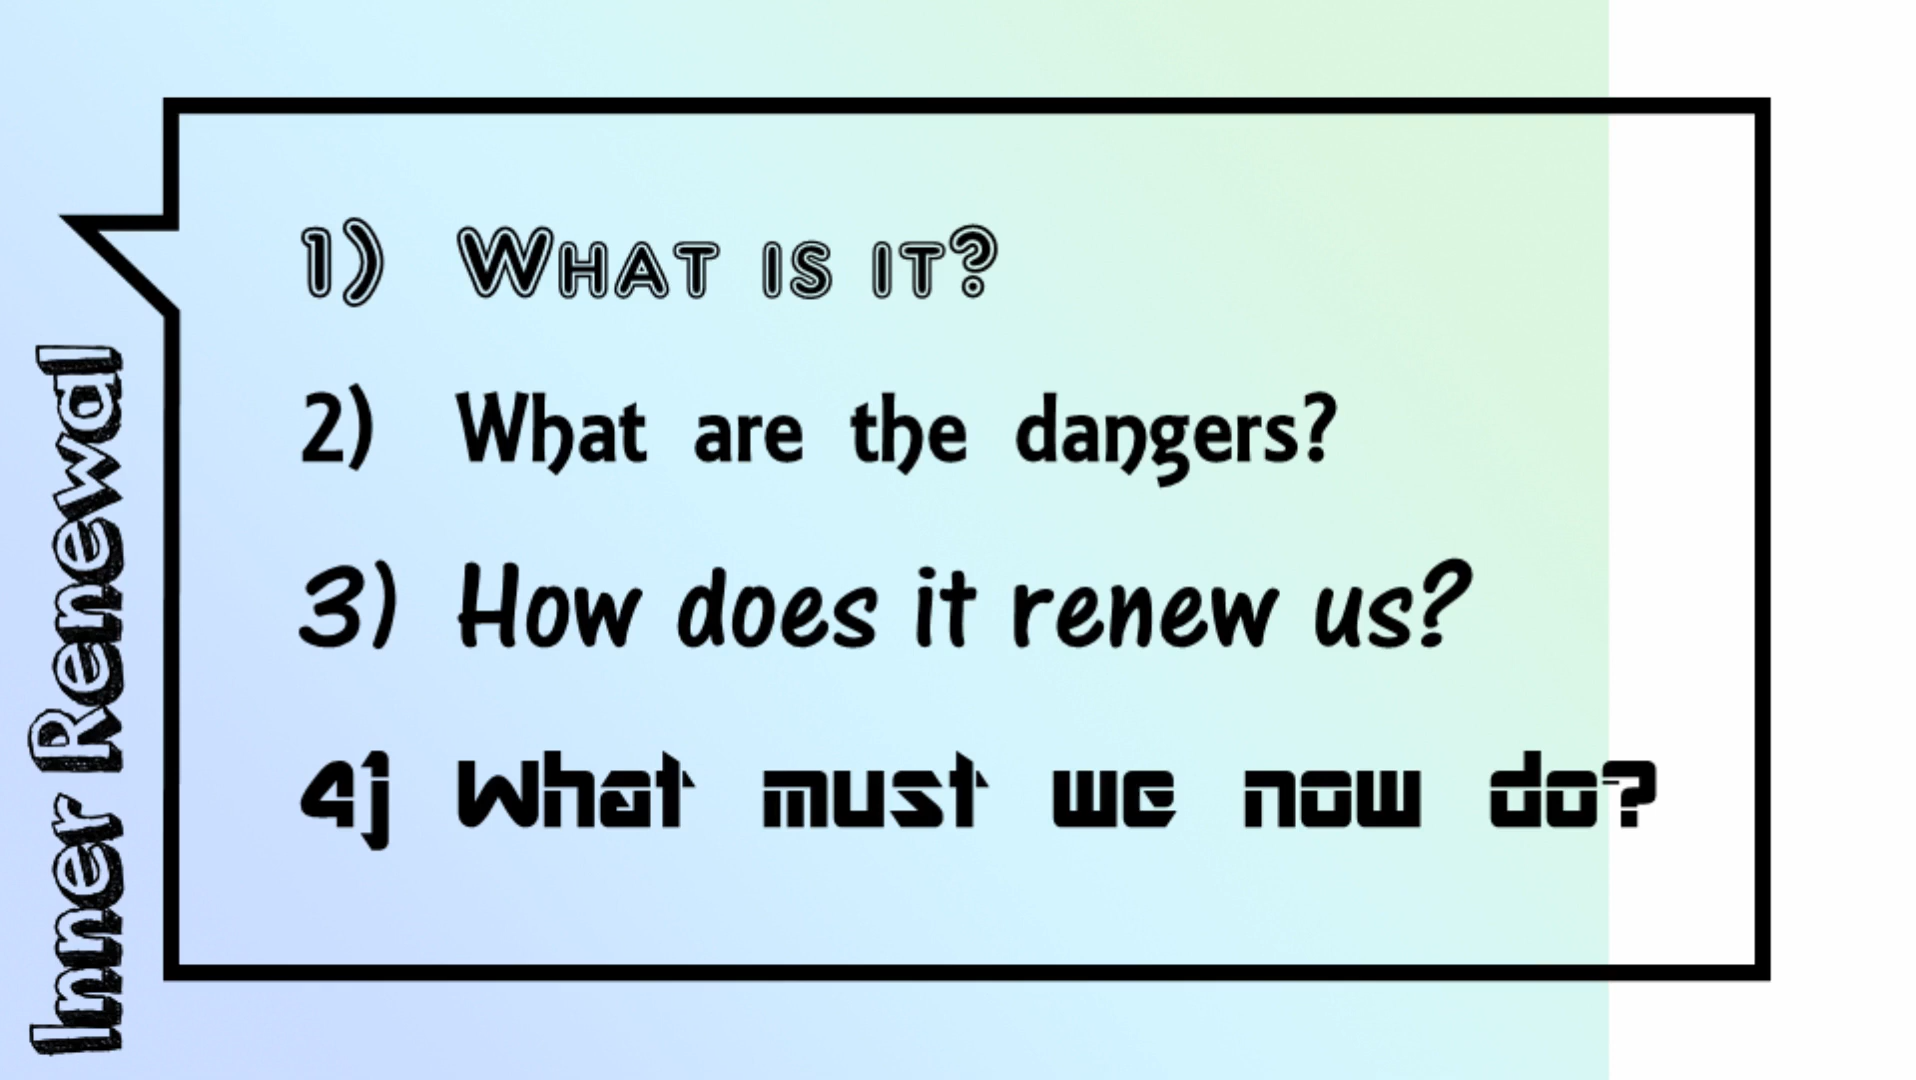 Inner Renewal
1) What is it?
2) What are the dangers?
3) How does it renew us?
4) What must we now do?